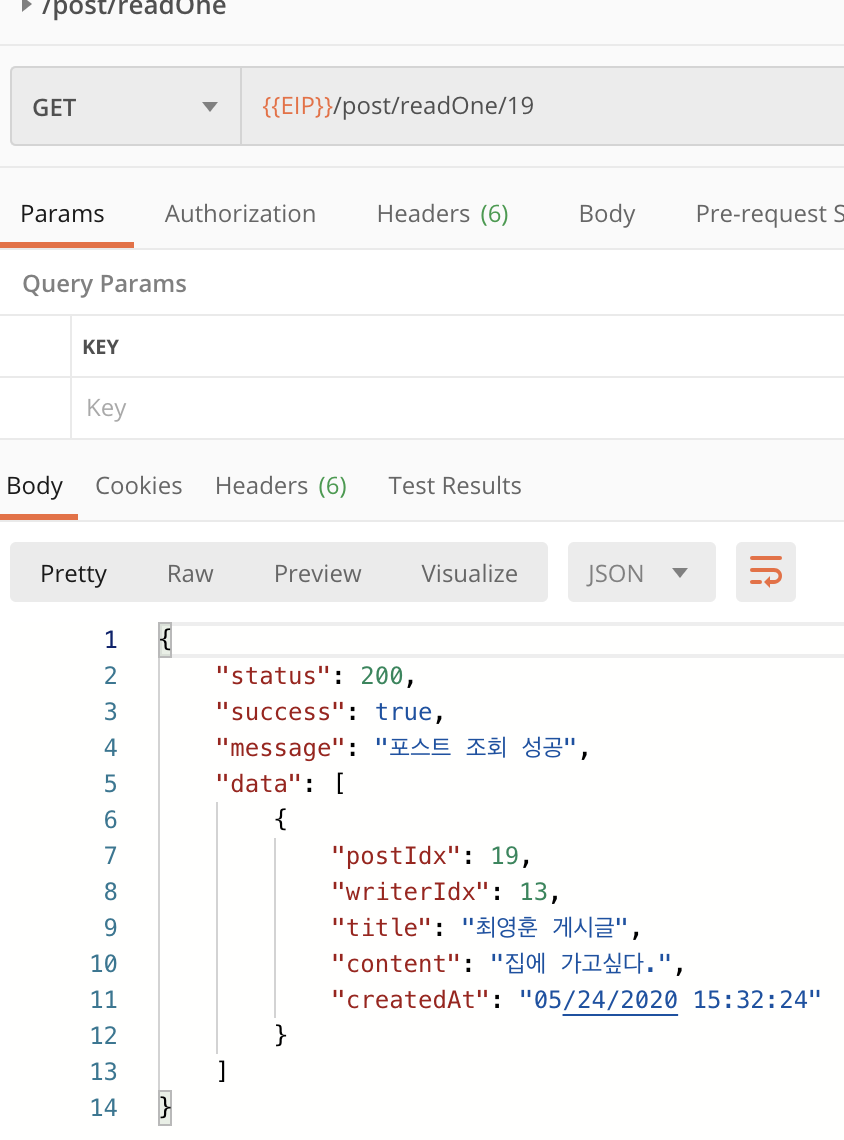 /post/readOne
GET {{EIP}}/post/readOne/19
Params Authorization Headers (6) Body Pre-request S
Query Params
KEY
Key
Body Cookies Headers (6) Test Results
Pretty Raw Preview Visualize JSON
1 {
2 "status": 200,
3 "success": true,
4 "message": "포스트 조회 성공",
5 "data": [
6 {
7 "postIdx": 19,
8 "writerIdx": 13,
9 "title": "최영훈 게시글",
10 "content": "집에 가고싶다.",
11 "createdAt": "05/24/2020 15:32:24"
12 }
13 ]
14 }